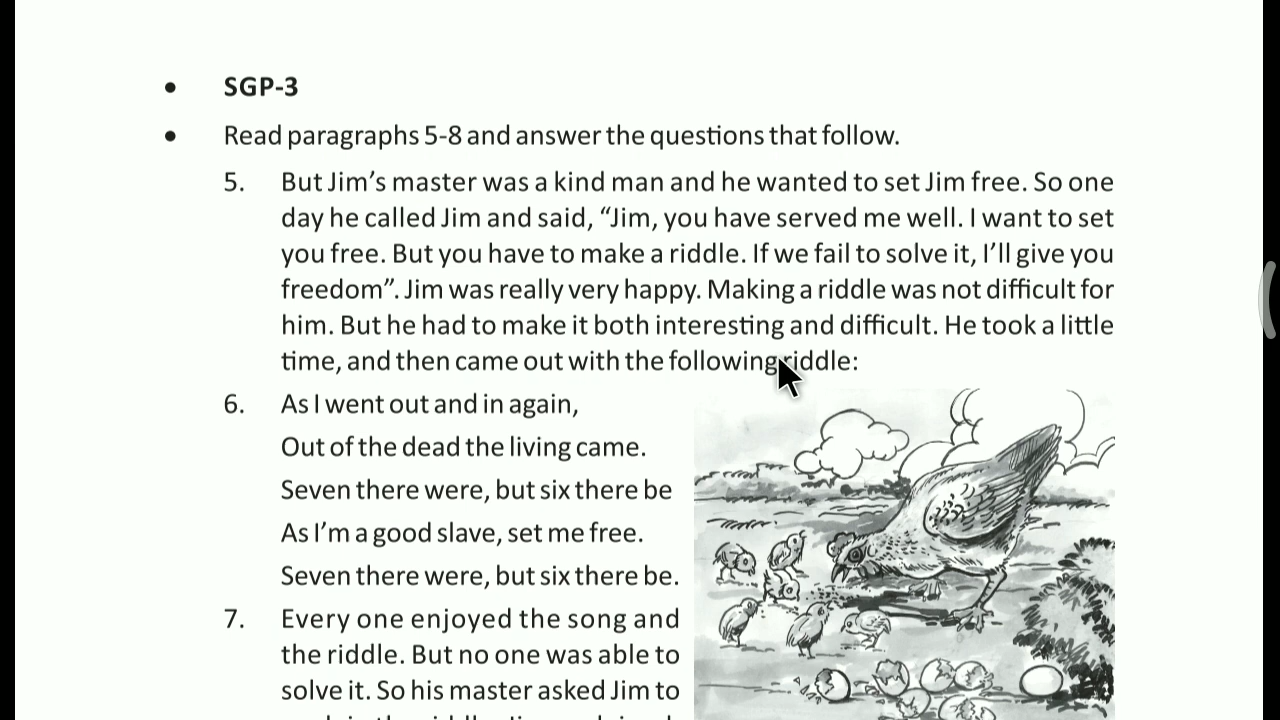 • SGP-3
• Read paragraphs 5-8 and answer the questions that follow.
5. But Jim’s master was a kind man and he wanted to set Jim free. So one
day he called Jim and said, “Jim, you have served me well. I want to set
you free. But you have to make a riddle. If we fail to solve it, I’ll give you
freedom”. Jim was really very happy. Making a riddle was not difficult for
him. But he had to make it both interesting and difficult. He took a little
time, and then came out with the following riddle:
6. As I went out and in again,
Out of the dead the living came.
Seven there were, but six there be
As I’m a good slave, set me free.
Seven there were, but six there be.
7. Every one enjoyed the song and
the riddle. But no one was able to
solve it. So his master asked Jim to